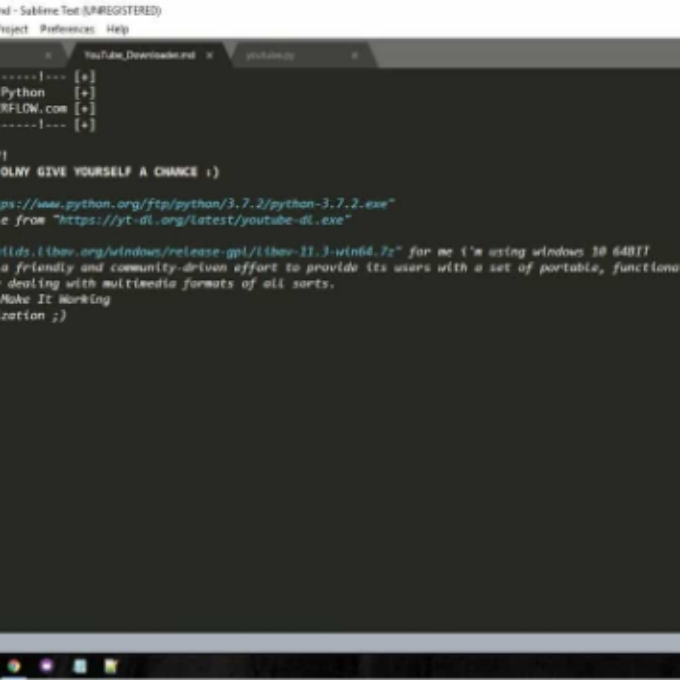 nd - Sublime Text (UNREGISTERED)
roject Preferences Help
YouTube_Downloader.md × youtube.py ×
-----!--- [+]
Python [+]
RFLOW.com [+]
-----!--- [+]
!
OLNY GIVE YOURSELF A CHANCE :)
ps://www.python.org/ftp/python/3.7.2/python-3.7.2.exe"
e from "https://yt-dl.org/latest/youtube-dl.exe"
ilds.libav.org/windows/release-gpl/libav-11.3-win64.7z" for me i'm using windows 10 64BIT
a friendly and community-driven effort to provide its users with a set of portable, functiona
dealing with multimedia formats of all sorts.
Make It Working
zation ;)